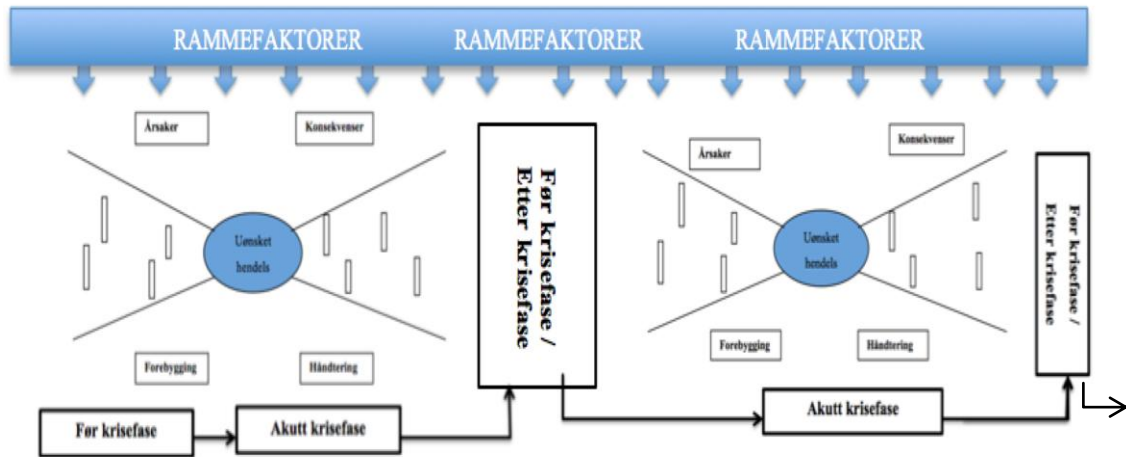 RAMMEFAKTORER RAMMEFAKTORER RAMMEFAKTORER
Årsaker
Konsekvenser
Uønsket
hendels
Forebygging
Håndtering
Før krisefase
Akutt krisefase
Før krisefase /
Etter krisefase
Årsaker
Konsekvenser
Uønsket
hendels
Forebygging
Håndtering
Akutt krisefase
Før krisefase /
Etter krisefase